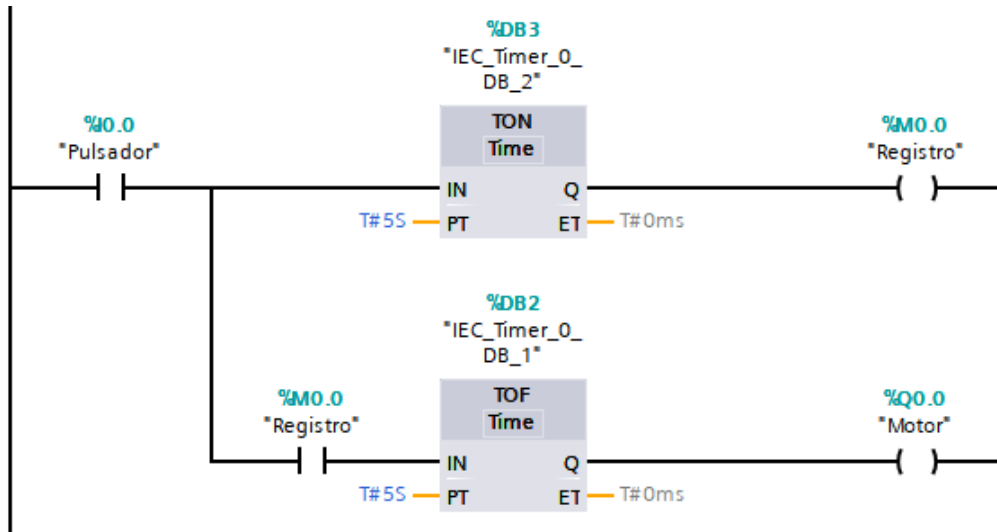 %DB3
"IEC_Timer_0_
DB_2"
TON
Time
%I0.0
"Pulsador"
%M0.0
"Registro"
IN
Q
T#5S
PT
ET
T#0ms
%DB2
"IEC_Timer_0_
DB_1"
TOF
Time
%M0.0
"Registro"
%Q0.0
"Motor"
IN
Q
T#5S
PT
ET
T#0ms